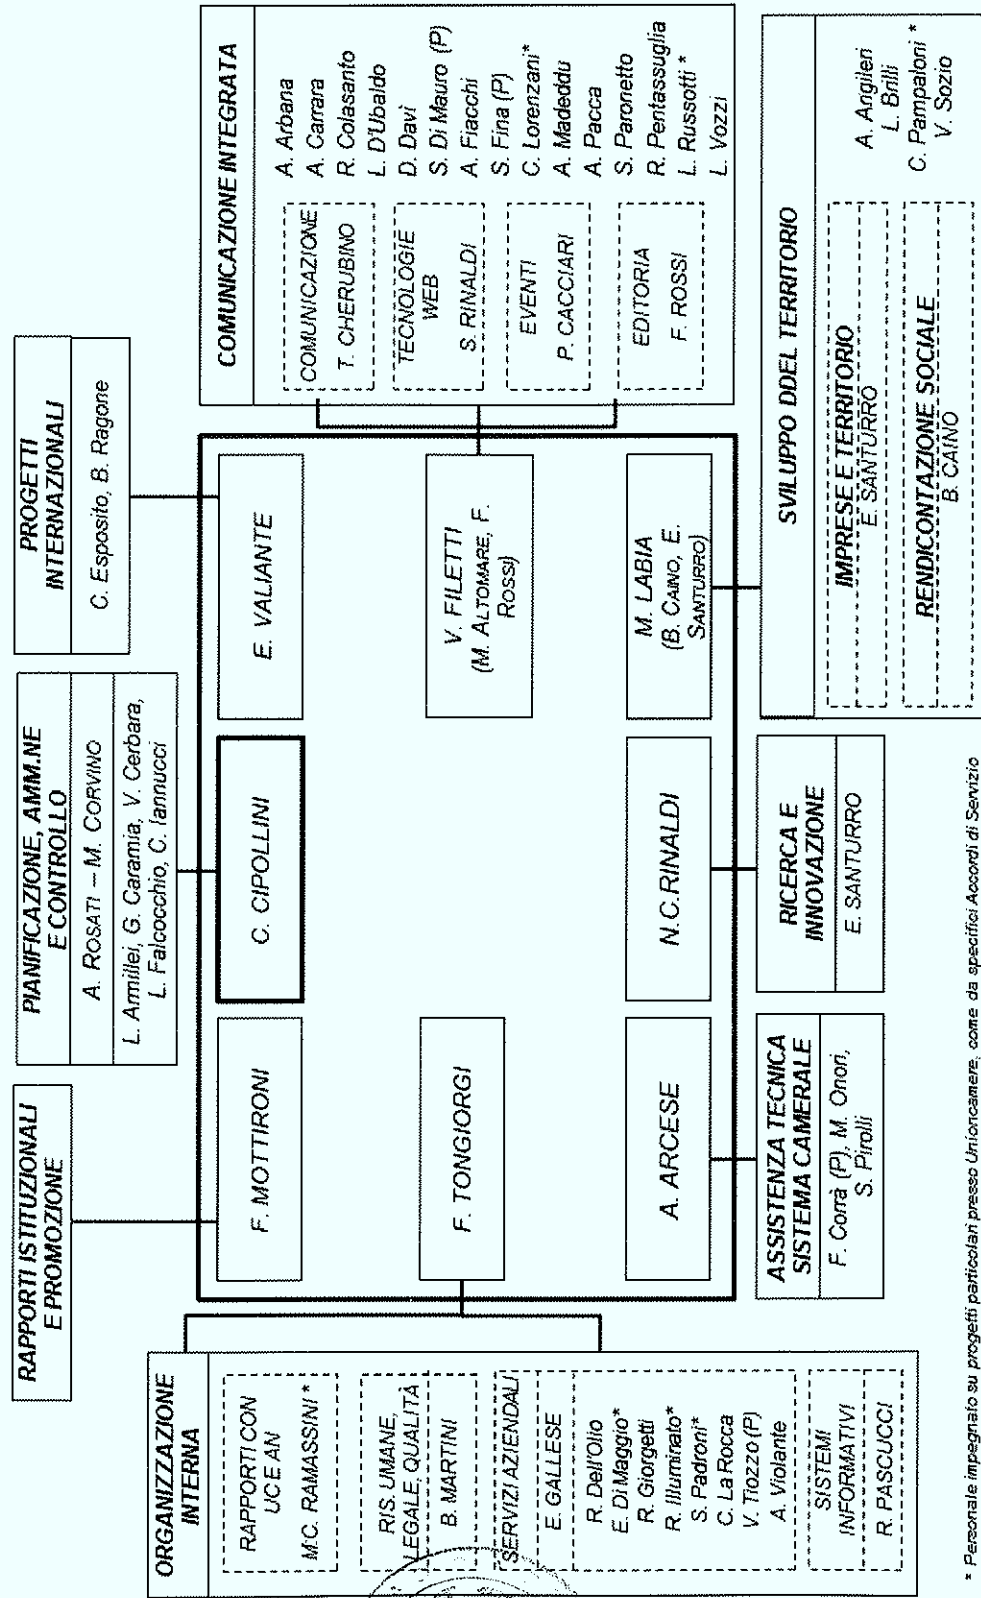 RAPPORTI ISTITUZIONALI
E PROMOZIONE
PIANIFICAZIONE, AMM.NE
E CONTROLLO
A. ROSATI – M. CORVINO
L. Armillei, G. Caramia, V. Cerbara,
L. Falcocchio, C. Iannucci
PROGETTI
INTERNAZIONALI
C. Esposito, B. Ragone
ORGANIZZAZIONE
INTERNA
RAPPORTI CON
UC E AN
M.C. RAMASSINI *
RIS. UMANE,
LEGALE, QUALITÀ
B. MARTINI
SERVIZI AZIENDALI
E. GALLESE
R. Dell'Olio
E. Di Maggio*
R. Giorgetti
R. Illuminato*
S. Padroni*
C. La Rocca
V. Tiozzo (P)
A. Violante
SISTEMI
INFORMATIVI
R. PASCUCCI
F. MOTTIRONI
C. CIPOLLINI
E. VALIANTE
F. TONGIORGI
V. FILETTI
(M. ALTOMARE, F.
ROSSI)
A. ARCESE
N.C.RINALDI
M. LABIA
(B. CAINO, E.
SANTURRO)
COMUNICAZIONE INTEGRATA
COMUNICAZIONE
T. CHERUBINO
TECNOLOGIE
WEB
S. RINALDI
EVENTI
P. CACCIARI
EDITORIA
F. ROSSI
A. Arbana
A. Carrara
R. Colasanto
L. D'Ubaldo
D. Davì
S. Di Mauro (P)
A. Fiacchi
S. Fina (P)
C. Lorenzani*
A. Madeddu
A. Pacca
S. Paronetto
R. Pentassuglia
L. Russotti *
L. Vozzi
ASSISTENZA TECNICA
SISTEMA CAMERALE
F. Corrà (P), M. Onori,
S. Pirolli
RICERCA E
INNOVAZIONE
E. SANTURRO
SVILUPPO DDEL TERRITORIO
IMPRESE E TERRITORIO
E. SANTURRO
RENDICONTAZIONE SOCIALE
B. CAINO
A. Angileri
L. Brilli
C. Pampaloni *
V. Sozio
* Personale impegnato su progetti particolari presso Unioncamere, come da specifici Accordi di Servizio